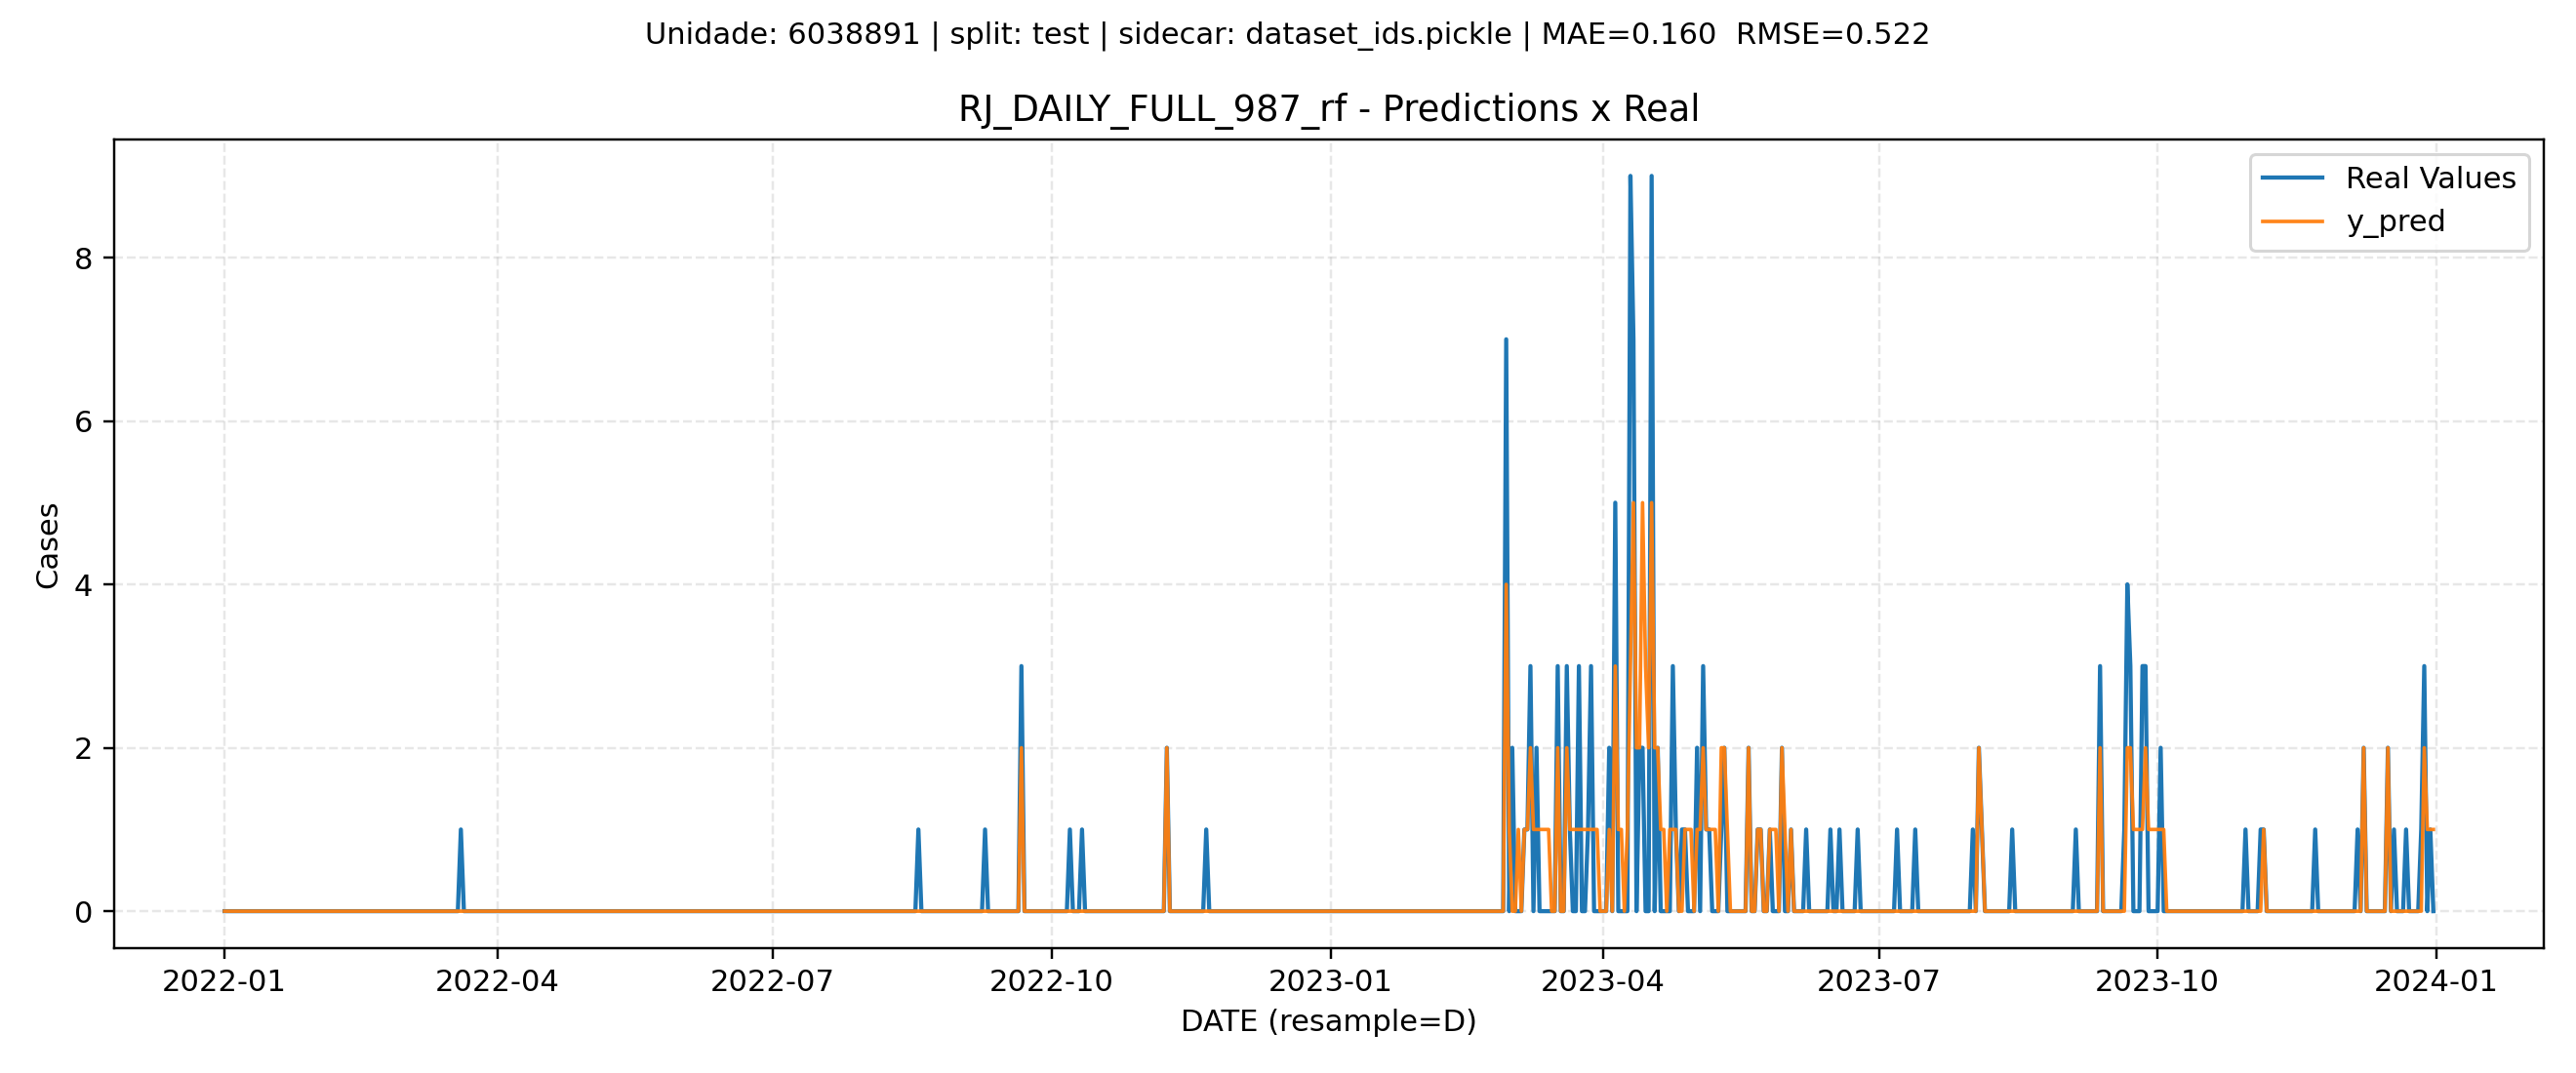 Unidade: 6038891 | split: test | sidecar: dataset_ids.pickle | MAE=0.160  RMSE=0.522
RJ_DAILY_FULL_987_rf - Predictions x Real
Real Values
y_pred
Cases
8
6
4
2
0
2022-01
2022-04
2022-07
2022-10
2023-01
2023-04
2023-07
2023-10
2024-01
DATE (resample=D)